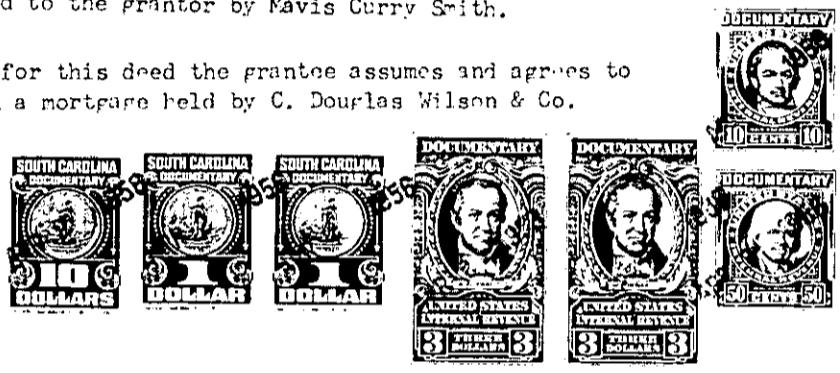 d to the grantor by Mavis Curry Smith.
for this deed the grantee assumes and agrees to
a mortgage held by C. Douglas Wilson & Co.
DOCUMENTARY
10 CENTS 10
SOUTH CAROLINA
DOCUMENTARY
10
DOLLARS
SOUTH CAROLINA
DOCUMENTARY
1
DOLLAR
SOUTH CAROLINA
DOCUMENTARY
1
DOLLAR
DOCUMENTARY
UNITED STATES
INTERNAL REVENUE
3 THREE DOLLARS 3
DOCUMENTARY
UNITED STATES
INTERNAL REVENUE
3 THREE DOLLARS 3
DOCUMENTARY
50 CENTS 50